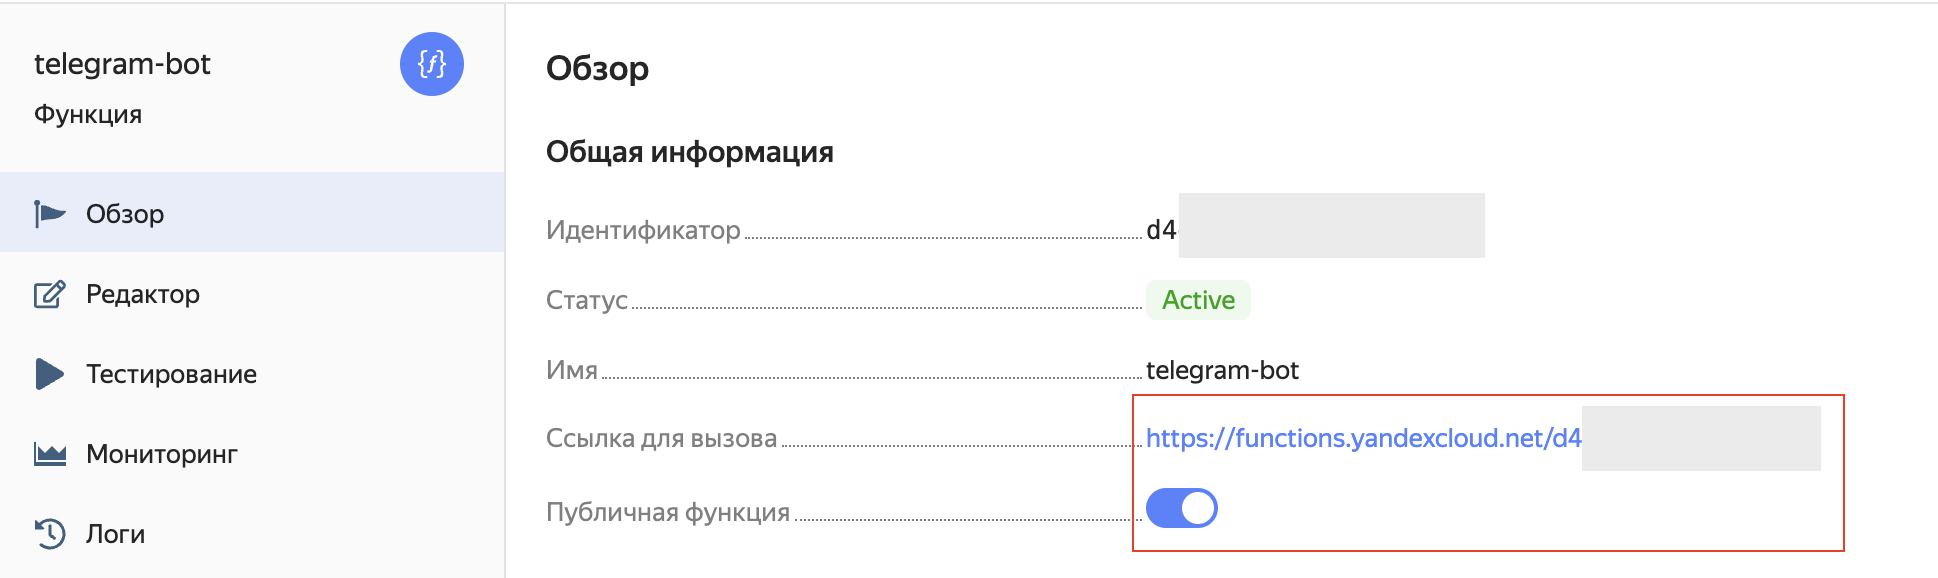 telegram-bot
Функция
Обзор
Редактор
Тестирование
Мониторинг
Логи
Обзор
Общая информация
Идентификатор d4
Статус Active
Имя telegram-bot
Ссылка для вызова https://functions.yandexcloud.net/d4
Публичная функция